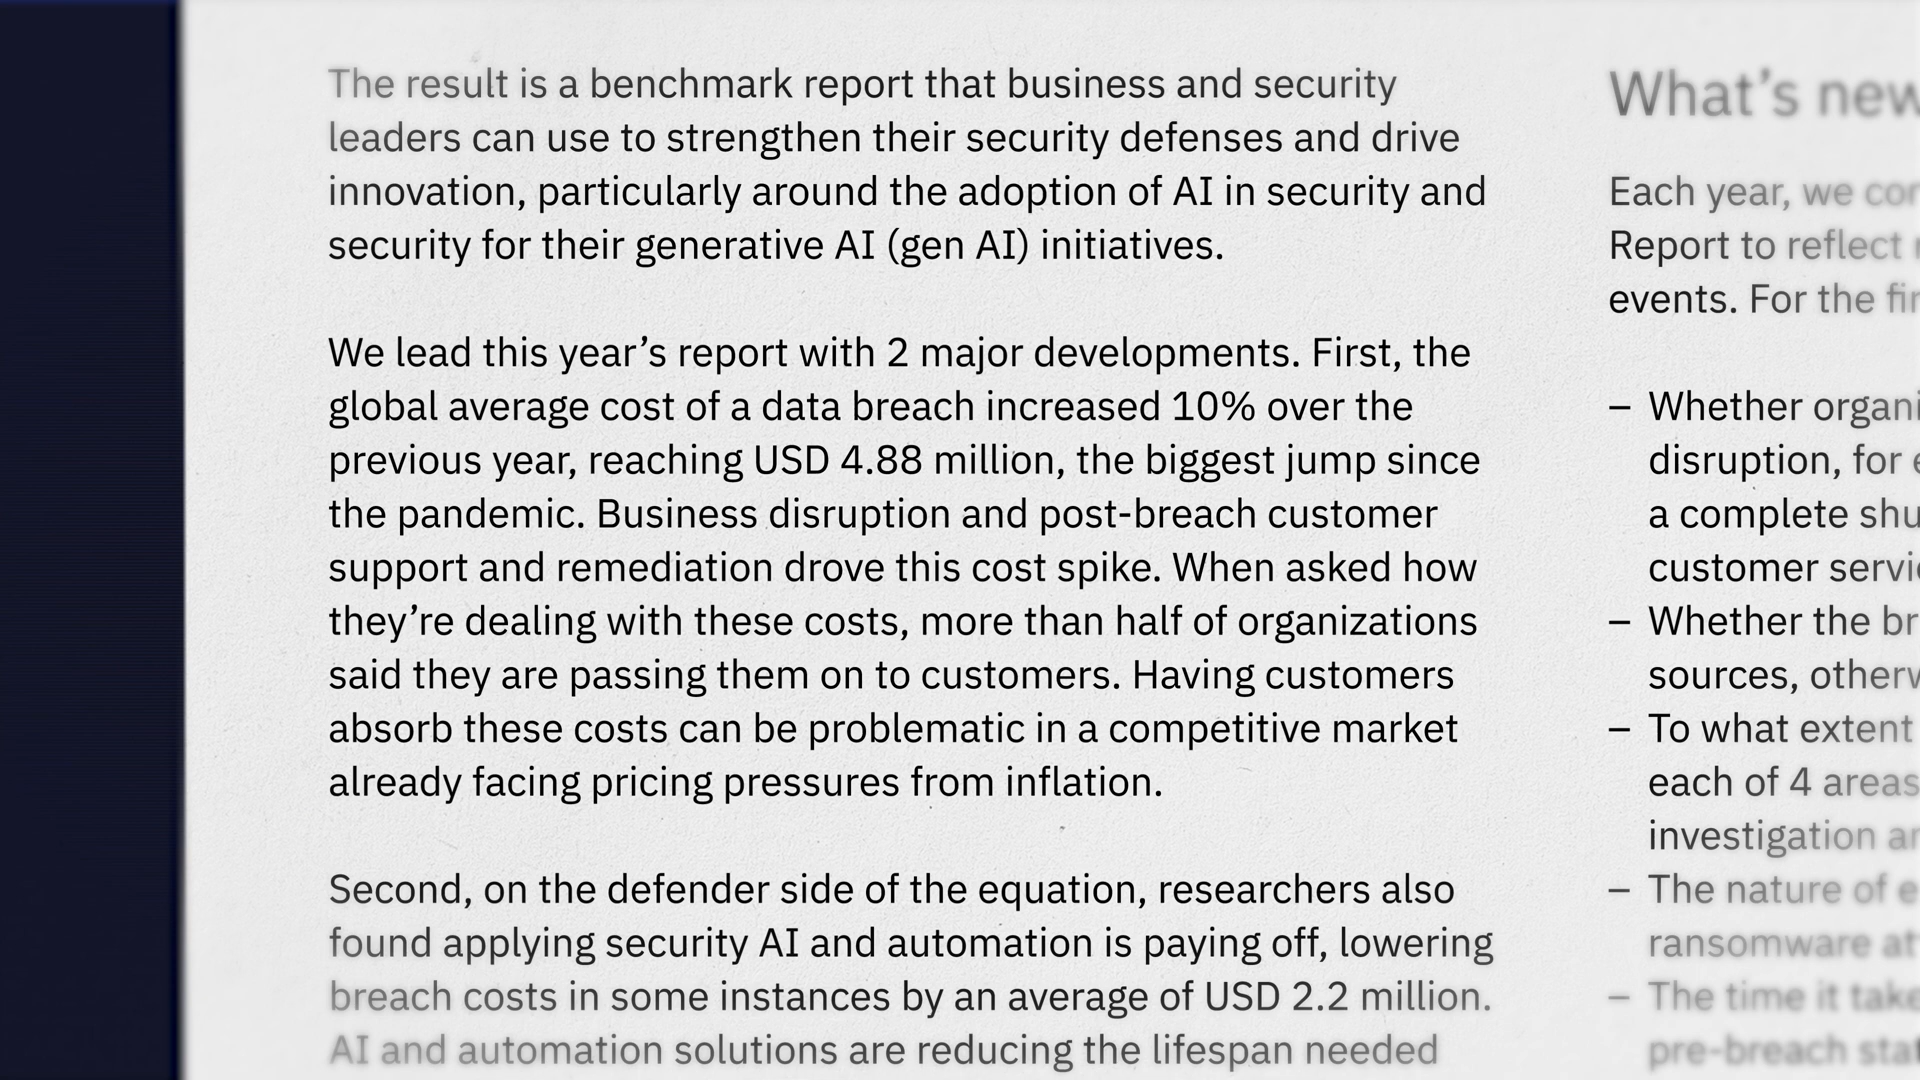 The result is a benchmark report that business and security
leaders can use to strengthen their security defenses and drive
innovation, particularly around the adoption of AI in security and
security for their generative AI (gen AI) initiatives.
We lead this year’s report with 2 major developments. First, the
global average cost of a data breach increased 10% over the
previous year, reaching USD 4.88 million, the biggest jump since
the pandemic. Business disruption and post-breach customer
support and remediation drove this cost spike. When asked how
they’re dealing with these costs, more than half of organizations
said they are passing them on to customers. Having customers
absorb these costs can be problematic in a competitive market
already facing pricing pressures from inflation.
Second, on the defender side of the equation, researchers also
found applying security AI and automation is paying off, lowering
breach costs in some instances by an average of USD 2.2 million.
AI and automation solutions are reducing the lifespan needed
What’s new
Each year, we
Report to reflect
events. For the
– Whether
disruption, for
a complete
customer
– Whether the
sources,
– To what extent
each of 4 areas
investigation
– The nature of
ransomware
– The time it
pre-breach